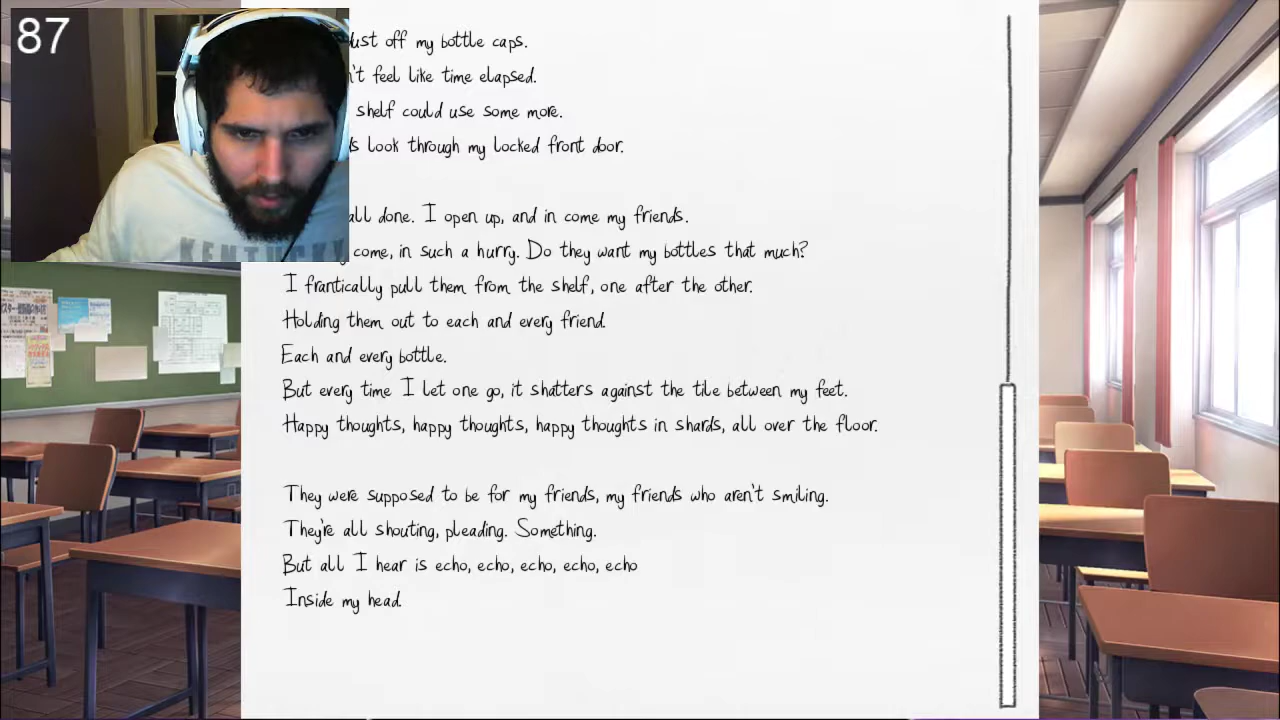 87
dust off my bottle caps.
n't feel like time elapsed.
shelf could use some more.
look through my locked front door.
all done. I open up, and in come my friends.
come, in such a hurry. Do they want my bottles that much?
I frantically pull them from the shelf, one after the other.
Holding them out to each and every friend.
Each and every bottle.
But every time I let one go, it shatters against the tile between my feet.
Happy thoughts, happy thoughts, happy thoughts in shards, all over the floor.
They were supposed to be for my friends, my friends who aren't smiling.
They're all shouting, pleading. Something.
But all I hear is echo, echo, echo, echo, echo
Inside my head.
KENTUCKY